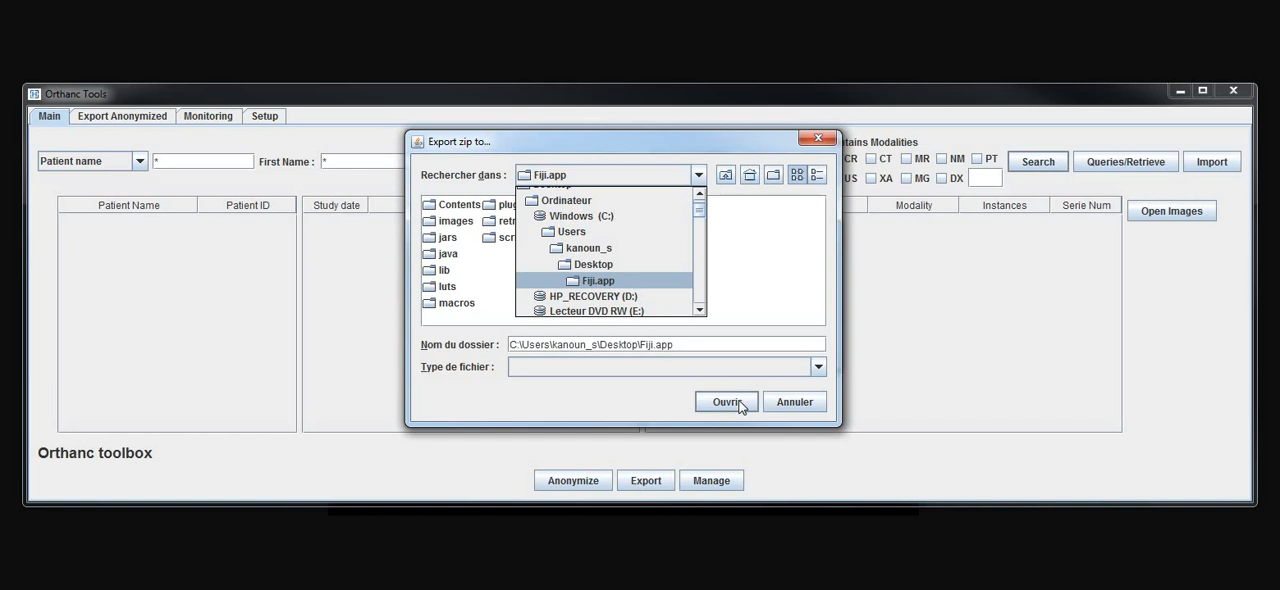 Orthanc Tools
Main Export Anonymized Monitoring Setup
Export zip to...
Modalities
Patient name * First Name : * CR CT MR NM PT Search Queries/Retrieve Import
US XA MG DX
Rechercher dans : Fiji.app
Patient Name Patient ID Study date Modality Instances Serie Num Open Images
Contents
images
jars
java
lib
luts
macros
Ordinateur
Windows (C:)
Users
kanoun_s
Desktop
Fiji.app
HP_RECOVERY (D:)
Lecteur DVD RW (E:)
Nom du dossier : C:\Users\kanoun_s\Desktop\Fiji.app
Type de fichier :
Ouvrir Annuler
Orthanc toolbox
Anonymize Export Manage